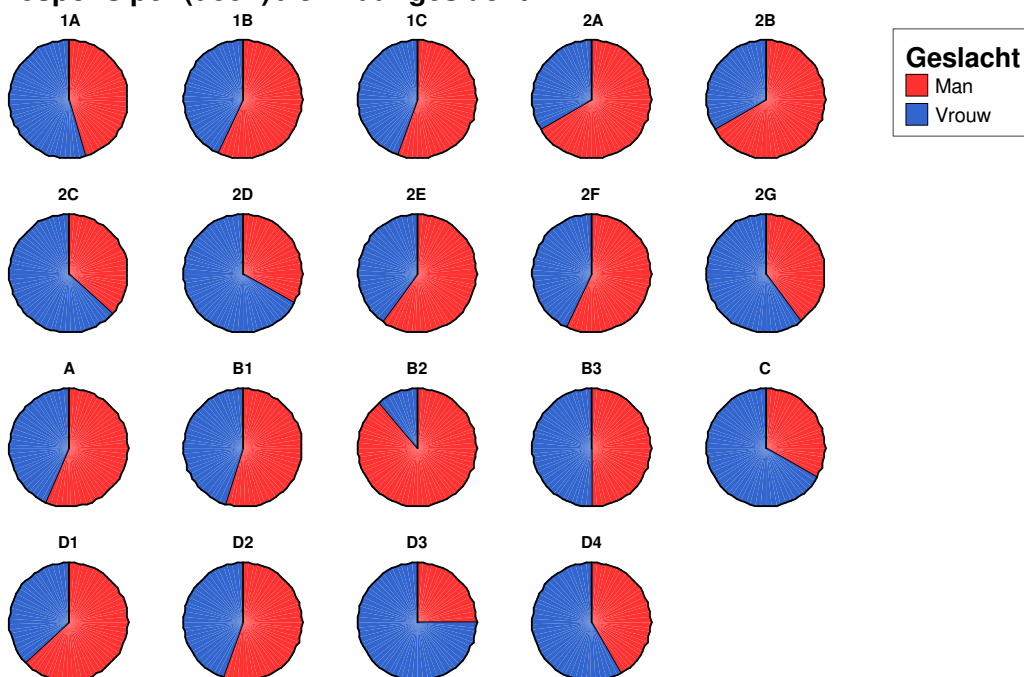 1A 1B 1C 2A 2B
Geslacht
Man
Vrouw
2C 2D 2E 2F 2G
A B1 B2 B3 C
D1 D2 D3 D4